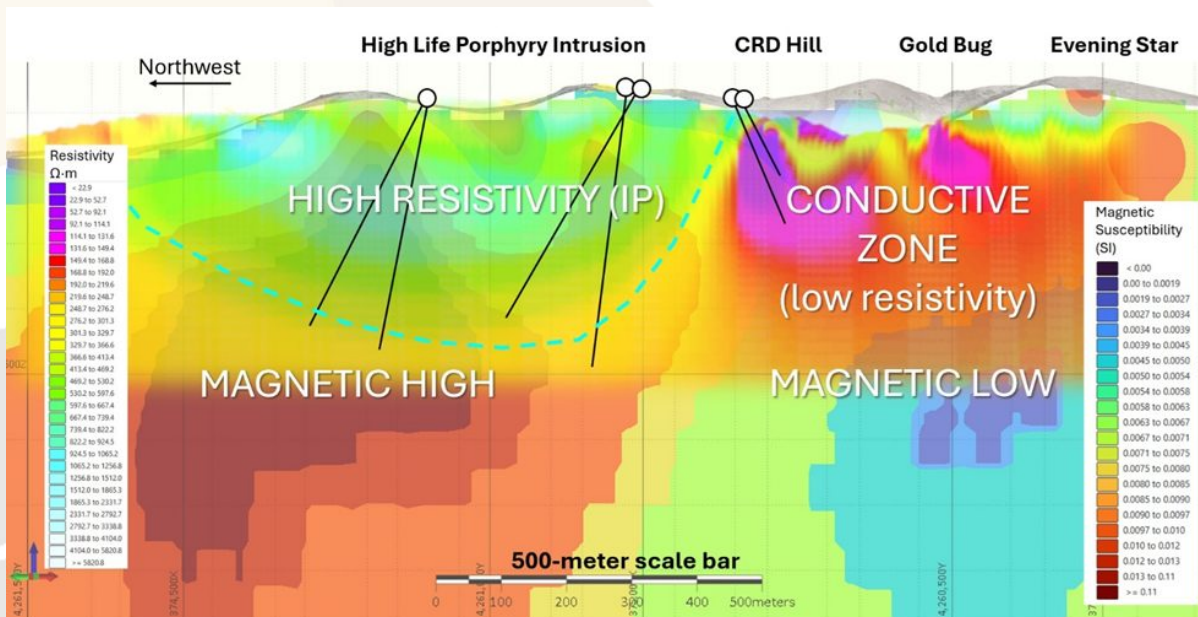 High Life Porphyry Intrusion
CRD Hill
Gold Bug
Evening Star
Northwest
Resistivity
Ω·m
< 22.9
22.9 to 52.7
52.7 to 92.1
92.1 to 114.1
114.1 to 131.6
131.6 to 149.4
149.4 to 168.8
168.8 to 192.0
192.0 to 219.6
219.6 to 248.7
248.7 to 276.2
276.2 to 301.3
301.3 to 329.7
329.7 to 366.6
366.6 to 413.4
413.4 to 469.2
469.2 to 530.2
530.2 to 597.6
597.6 to 667.4
667.4 to 739.4
739.4 to 822.2
822.2 to 924.5
924.5 to 1065.2
1065.2 to 1256.8
1256.8 to 1512.0
1512.0 to 1865.3
1865.3 to 2331.7
2331.7 to 2792.7
2792.7 to 3338.8
3338.8 to 4104.0
4104.0 to 5820.8
>= 5820.8
HIGH RESISTIVITY (IP)
CONDUCTIVE
ZONE
(low resistivity)
MAGNETIC HIGH
MAGNETIC LOW
Magnetic
Susceptibility
(SI)
< 0.00
0.00 to 0.0019
0.0019 to 0.0027
0.0027 to 0.0034
0.0034 to 0.0039
0.0039 to 0.0045
0.0045 to 0.0050
0.0050 to 0.0054
0.0054 to 0.0058
0.0058 to 0.0063
0.0063 to 0.0067
0.0067 to 0.0071
0.0071 to 0.0075
0.0075 to 0.0080
0.0080 to 0.0085
0.0085 to 0.0090
0.0090 to 0.0097
0.0097 to 0.010
0.010 to 0.012
0.012 to 0.013
0.013 to 0.11
>= 0.11
500-meter scale bar
0 100 200 300 400 500meters
374,500X
4,260,500Y